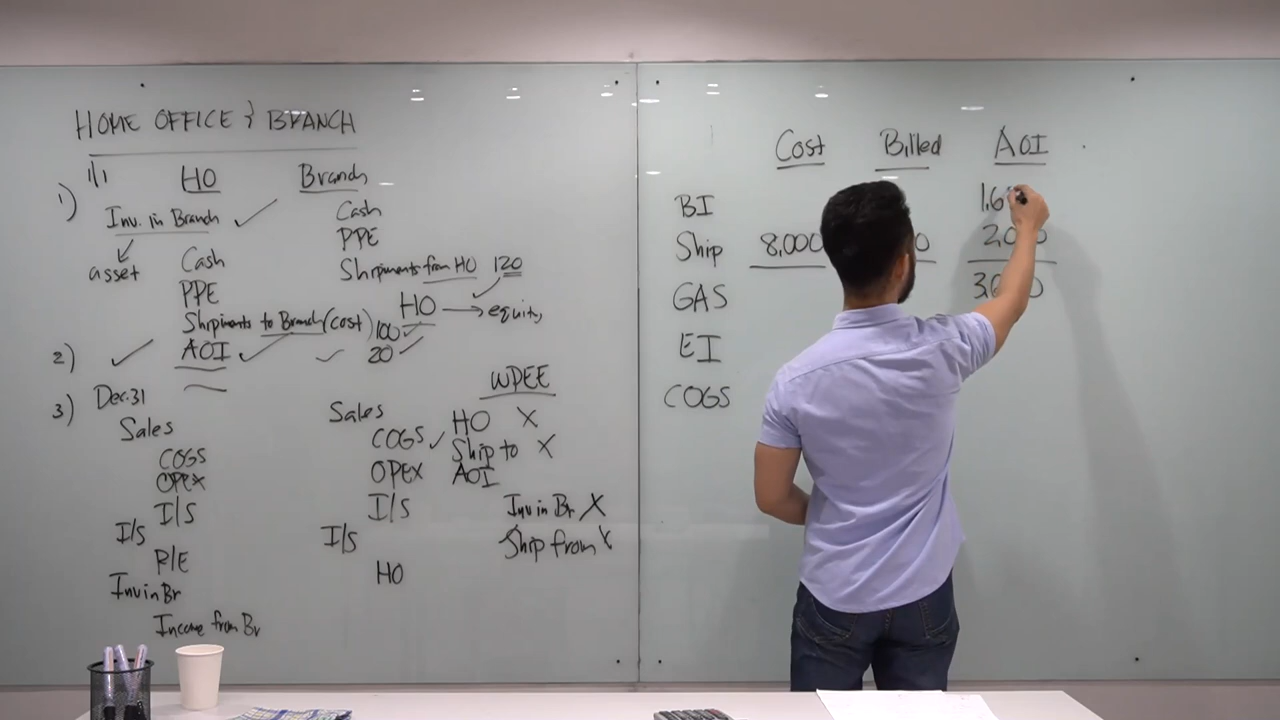 HOME OFFICE & BRANCH
1/1 HO Branch
1) Inv. in Branch
asset
Cash
PPE
Shipments to Branch (cost) 100
2) AOI 20
Cash
PPE
Shipments from HO 120
HO → equity
3) Dec. 31
Sales
COGS
OPEX
I/S
I/S
R/E
Inv in Br
Income from Br
Sales
COGS
OPEX
I/S
I/S
HO
WPEE
HO X
Ship to X
AOI
Inv in Br X
Ship from X
Cost Billed AOI
BI
Ship 8,000
GAS
EI
COGS